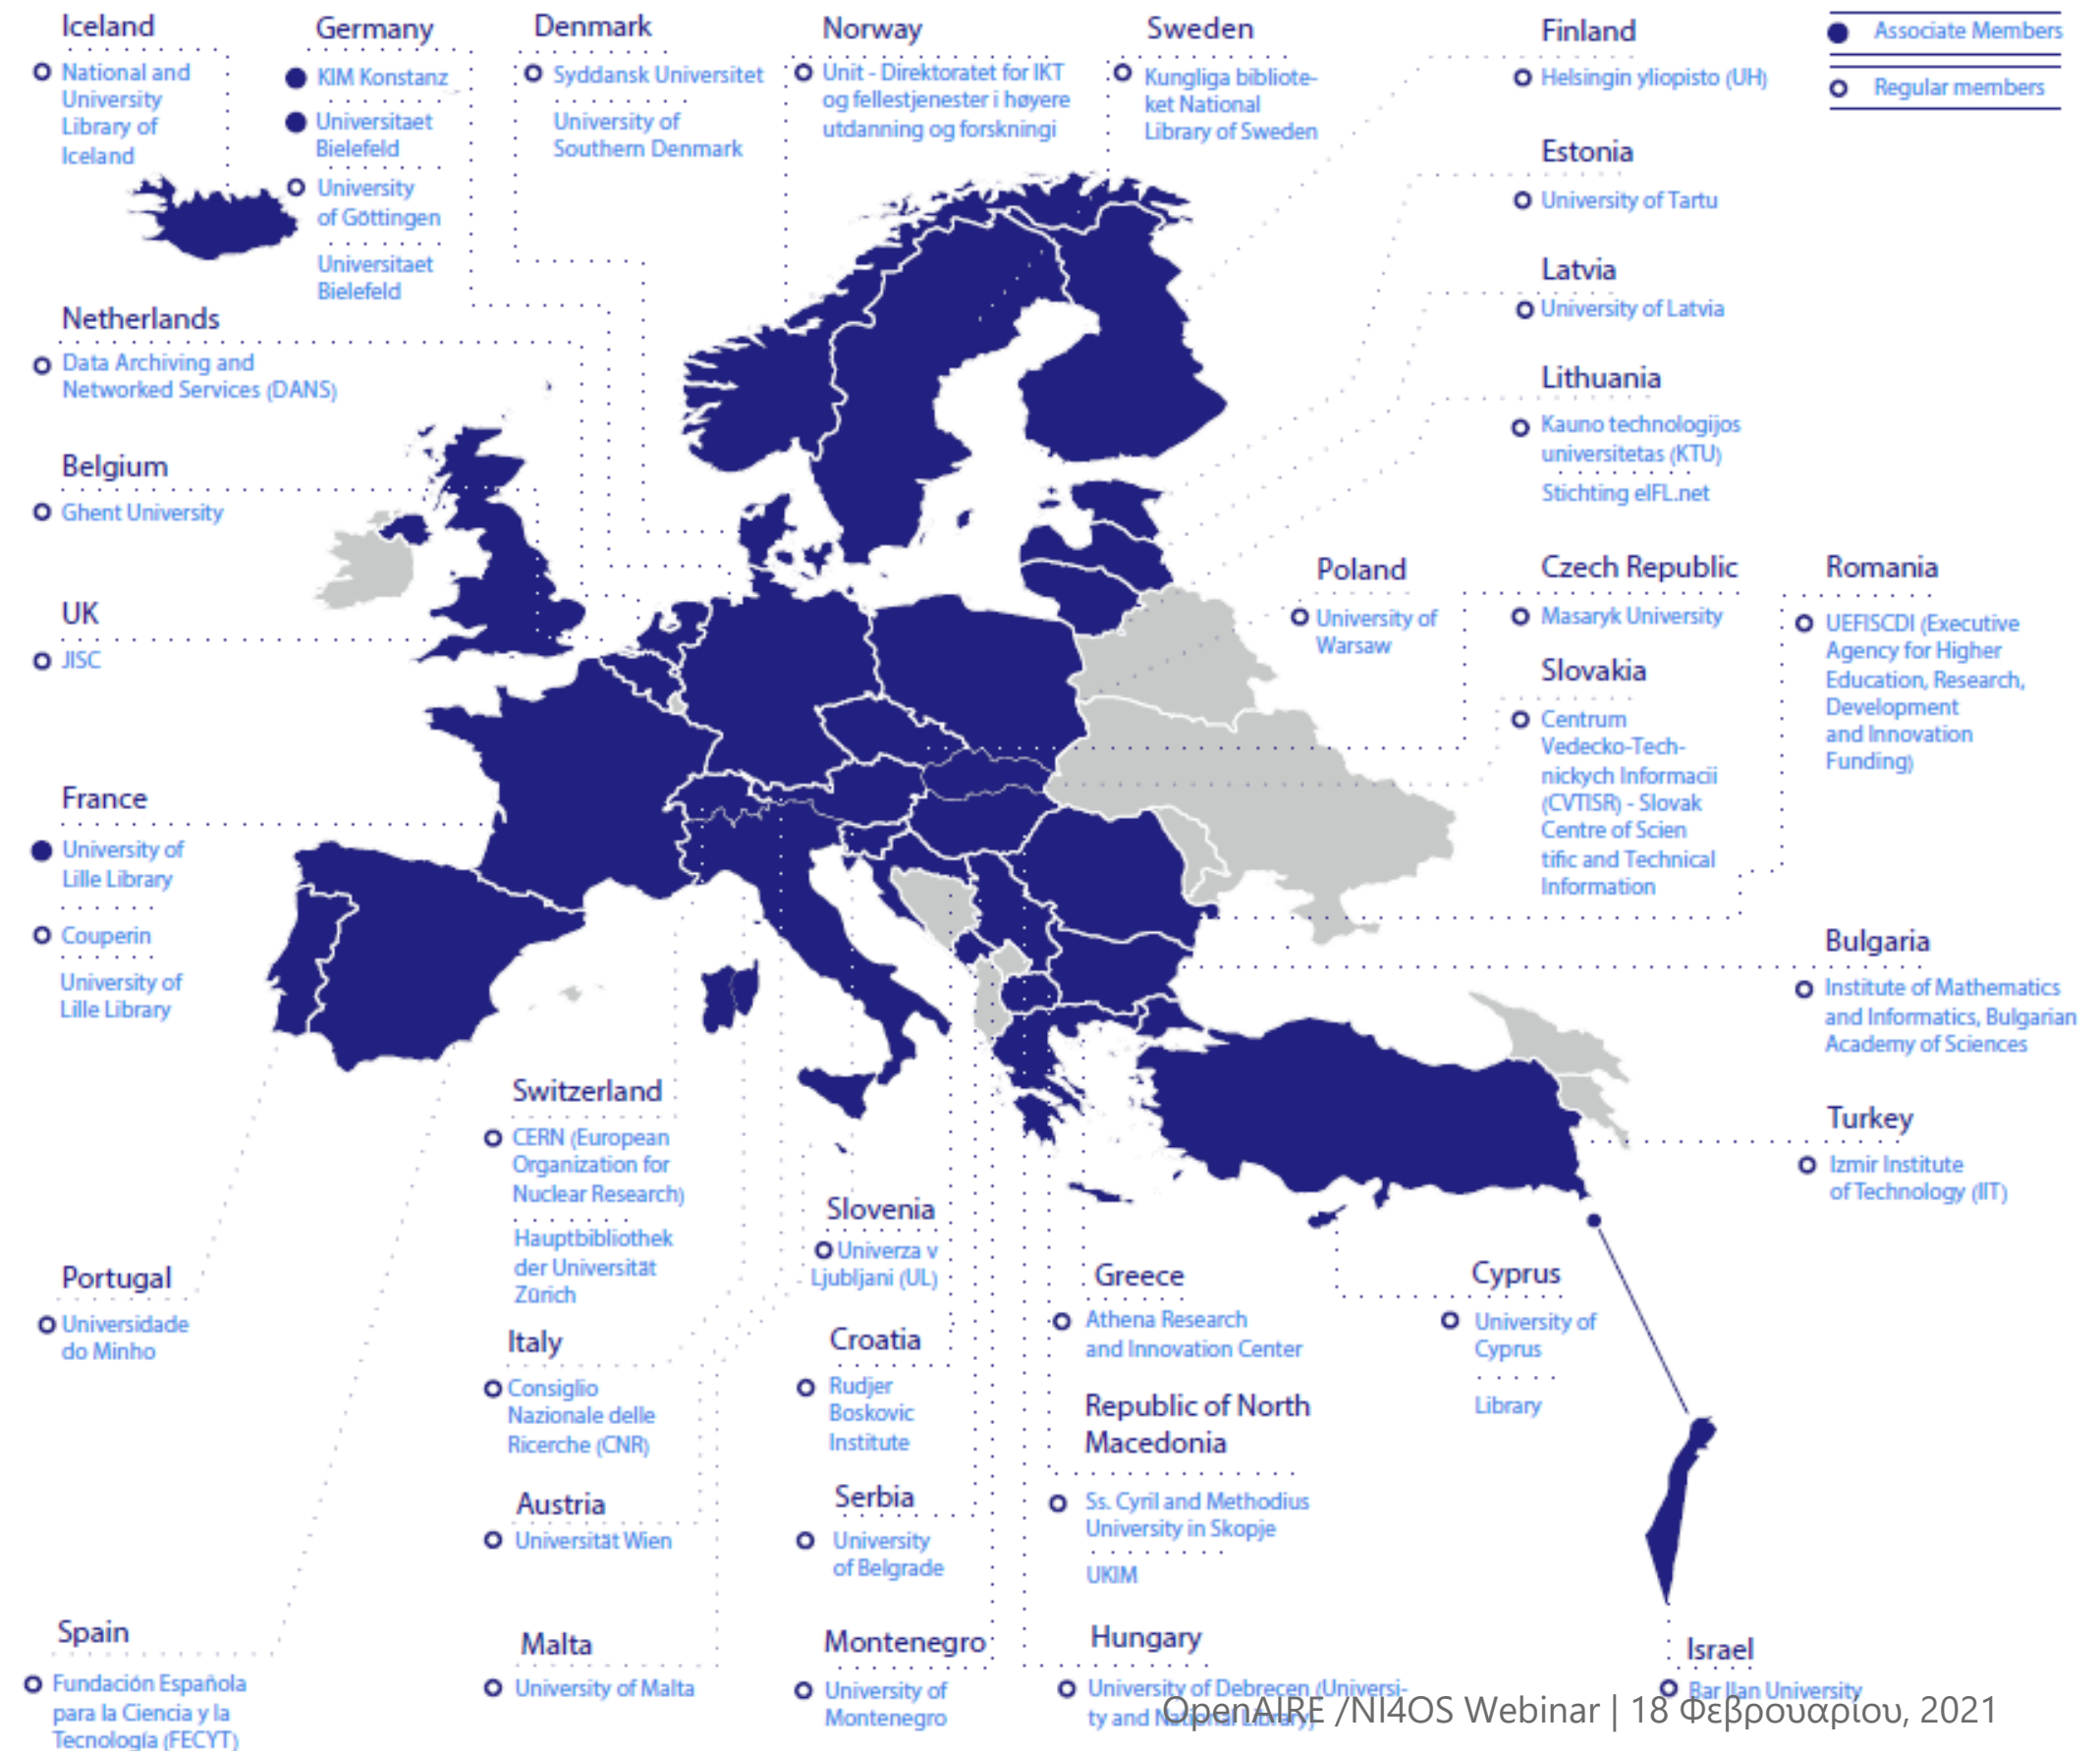 Iceland
National and
University
Library of
Iceland
Germany
KIM Konstanz
Universitaet
Bielefeld
University
of Göttingen
Universitaet
Bielefeld
Denmark
Syddansk Universitet
University of
Southern Denmark
Norway
Unit - Direktoratet for IKT
og fellestjenester i høyere
utdanning og forskningi
Sweden
Kungliga bibliote-
ket National
Library of Sweden
Finland
Helsingin yliopisto (UH)
Associate Members
Regular members
Estonia
University of Tartu
Latvia
University of Latvia
Lithuania
Kauno technologijos
universitetas (KTU)
Stichting eIFL.net
Netherlands
Data Archiving and
Networked Services (DANS)
Belgium
Ghent University
UK
JISC
France
University of
Lille Library
Couperin
University of
Lille Library
Poland
University of
Warsaw
Czech Republic
Masaryk University
Slovakia
Centrum
Vedecko-Tech-
nickych Informacii
(CVTISR) - Slovak
Centre of Scien
tific and Technical
Information
Romania
UEFISCDI (Executive
Agency for Higher
Education, Research,
Development
and Innovation
Funding)
Bulgaria
Institute of Mathematics
and Informatics, Bulgarian
Academy of Sciences
Turkey
Izmir Institute
of Technology (IIT)
Portugal
Universidade
do Minho
Spain
Fundación Española
para la Ciencia y la
Tecnología (FECYT)
Switzerland
CERN (European
Organization for
Nuclear Research)
Hauptbibliothek
der Universität
Zürich
Italy
Consiglio
Nazionale delle
Ricerche (CNR)
Austria
Universität Wien
Malta
University of Malta
Slovenia
Univerza v
Ljubljani (UL)
Croatia
Rudjer
Boskovic
Institute
Serbia
University
of Belgrade
Montenegro
University of
Montenegro
Greece
Athena Research
and Innovation Center
Republic of North
Macedonia
Ss. Cyril and Methodius
University in Skopje
UKIM
Hungary
University of Debrecen (Universi-
ty and National Library)
Cyprus
University of
Cyprus
Library
Israel
Bar Ilan University
OpenAIRE /NI4OS Webinar | 18 Φεβρουαρίου, 2021